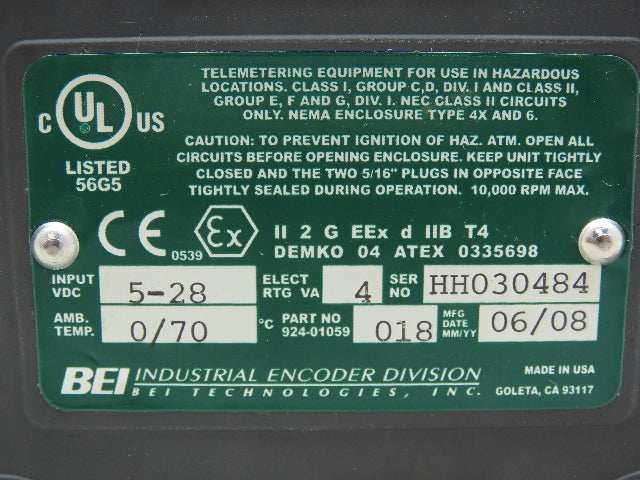 TELEMETERING EQUIPMENT FOR USE IN HAZARDOUS
LOCATIONS. CLASS I, GROUP C,D, DIV. I AND CLASS II,
GROUP E, F AND G, DIV. I. NEC CLASS II CIRCUITS
ONLY. NEMA ENCLOSURE TYPE 4X AND 6.
C UL US
LISTED
56G5
CAUTION: TO PREVENT IGNITION OF HAZ. ATM. OPEN ALL
CIRCUITS BEFORE OPENING ENCLOSURE. KEEP UNIT TIGHTLY
CLOSED AND THE TWO 5/16" PLUGS IN OPPOSITE FACE
TIGHTLY SEALED DURING OPERATION. 10,000 RPM MAX.
CE 0539 Ex II 2 G EEx d IIB T4
DEMKO 04 ATEX 0335698
INPUT VDC 5-28 ELECT RTG VA 4 SER NO HH030484
AMB. TEMP. 0/70 °C PART NO 924-01059 018 MFG DATE MM/YY 06/08
BEI INDUSTRIAL ENCODER DIVISION
BEI TECHNOLOGIES, INC.
MADE IN USA
GOLETA, CA 93117